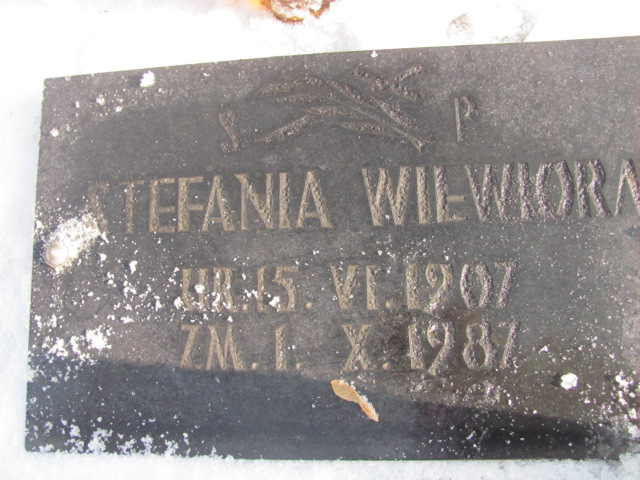 Ś P
STEFANIA WIEWIÓRA
UR. 15. VI. 1907
ZM. 1. X. 1987